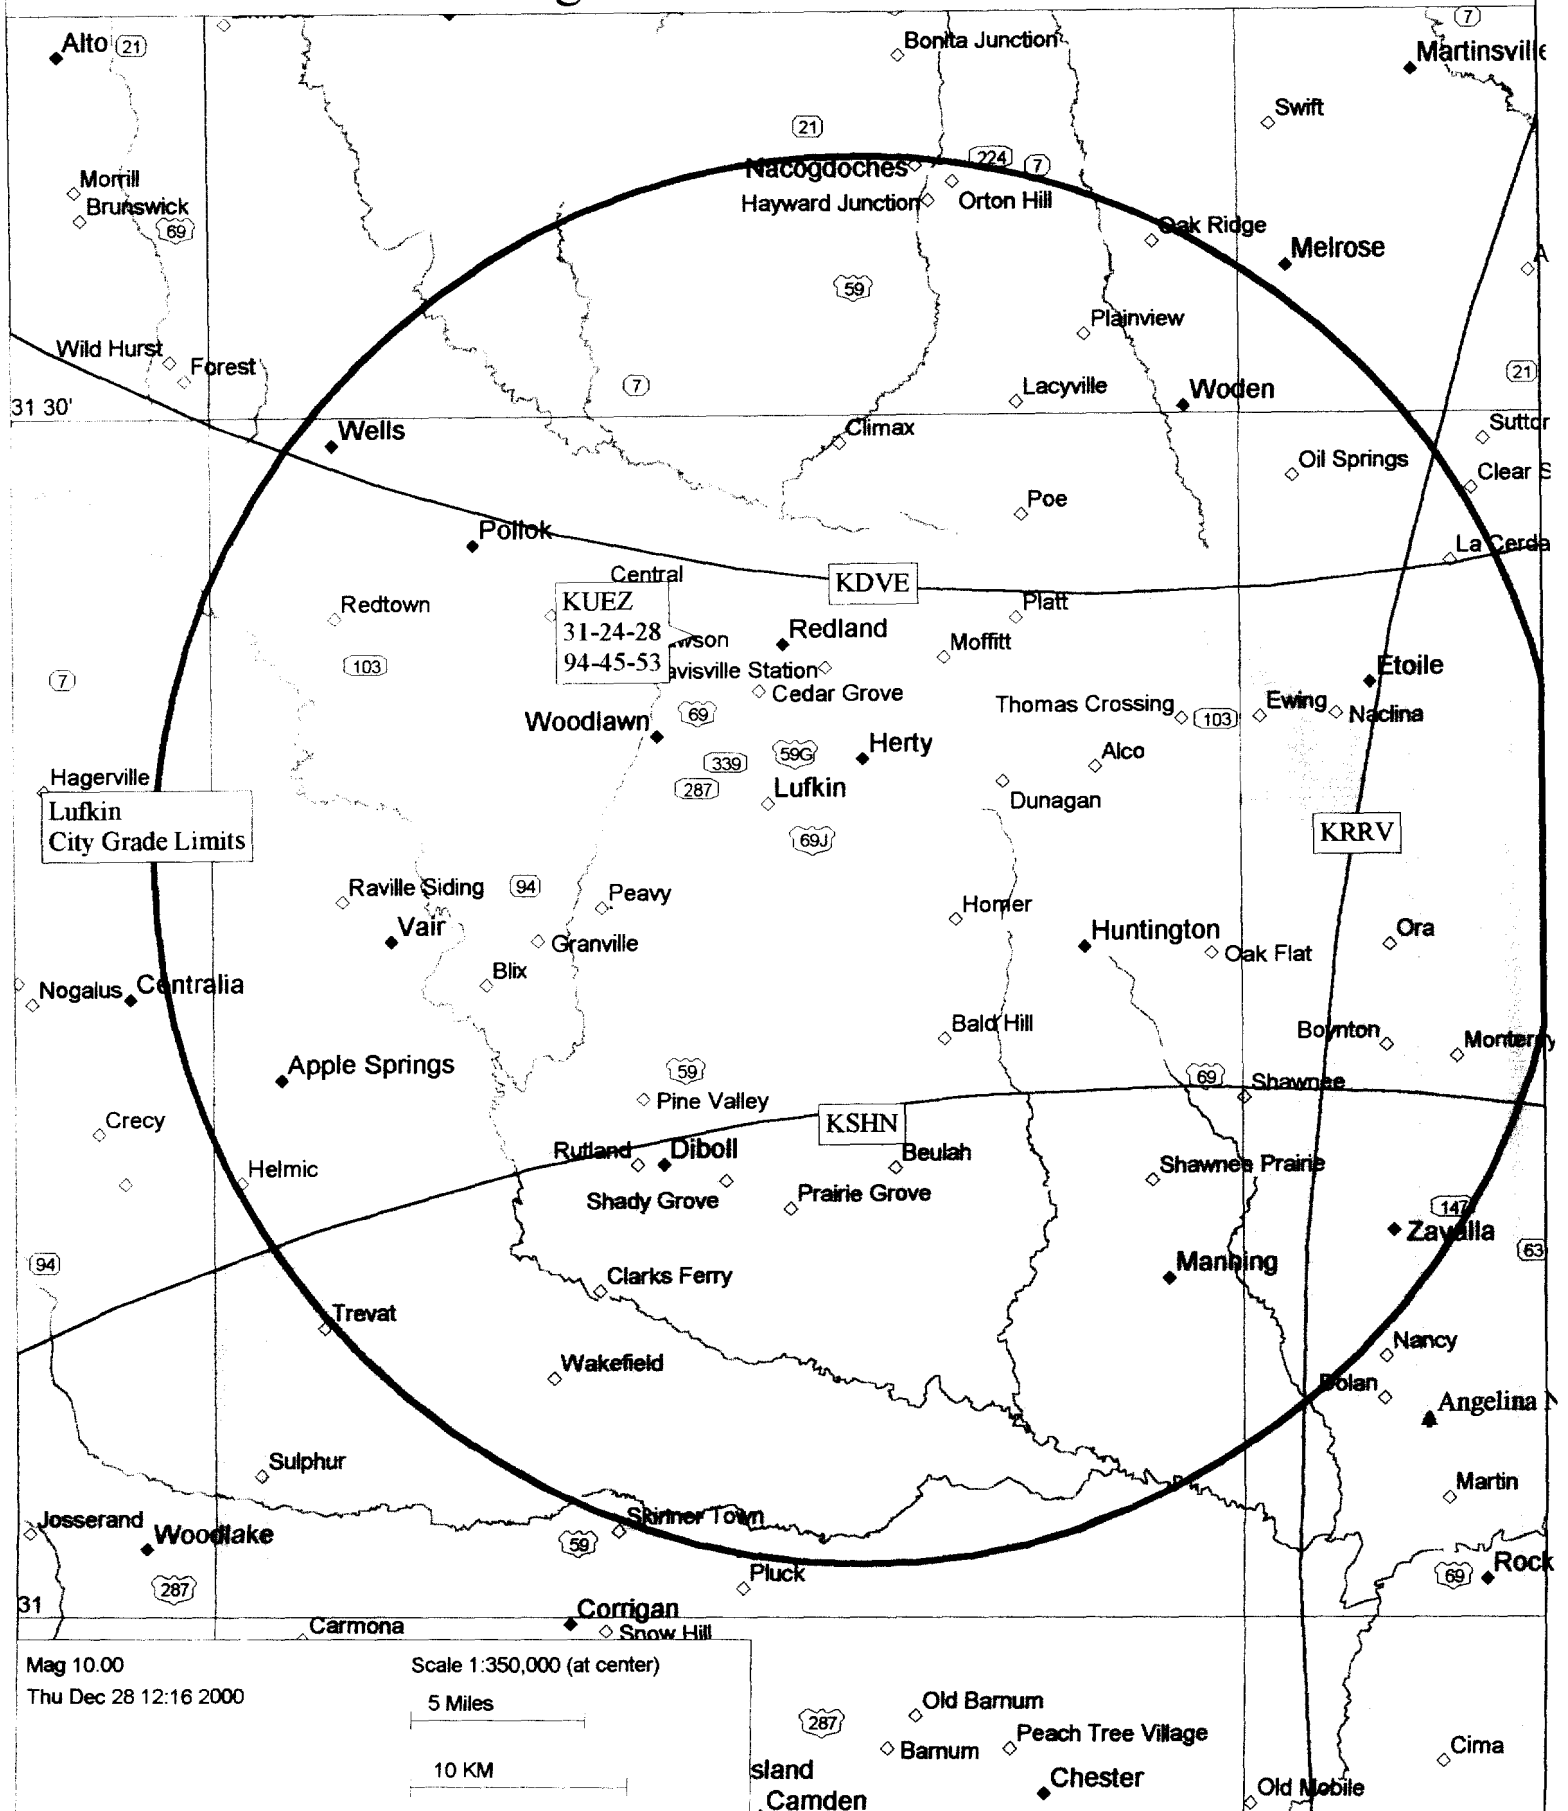 7
Alto
21
Bonita Junction
Martinsville
Swift
21
224
7
Nacogdoches
Morrill
Hayward Junction
Orton Hill
Brunswick
69
Oak Ridge
Melrose
A
59
Plainview
Wild Hurst
Forest
7
Lacyville
Woden
21
31 30'
Wells
Climax
Suttor
Oil Springs
Clear S
Poe
Pollok
La Cerda
Central
KDVE
KUEZ
31-24-28
94-45-53
Redtown
Platt
Redland
wson
Moffitt
103
avisville Station
Etoile
7
Cedar Grove
Thomas Crossing
103
Ewing
Naclina
Woodlawn
69
Herty
59G
339
Alco
Hagerville
287
Lufkin
Dunagan
Lufkin
City Grade Limits
69J
KRRV
Raville Siding
94
Peavy
Homer
Vair
Granville
Huntington
Oak Flat
Ora
Blix
Nogalus
Centralia
Bald Hill
Boynton
Monterry
Apple Springs
59
69
Shawnee
Pine Valley
Crecy
KSHN
Rutland
Diboll
Beulah
Helmic
Shawnee Prairie
Shady Grove
Prairie Grove
147
Zavalla
94
63
Manning
Clarks Ferry
Trevat
Nancy
Wakefield
Bolan
Angelina N
Sulphur
Martin
Josserand
Woodlake
Skinner Town
59
287
Pluck
69
Rock
31
Corrigan
Carmona
Snow Hill
Mag 10.00
Scale 1:350,000 (at center)
Thu Dec 28 12:16 2000
5 Miles
10 KM
287
Old Barnum
Peach Tree Village
Barnum
Cima
sland
Chester
Camden
Old Mobile